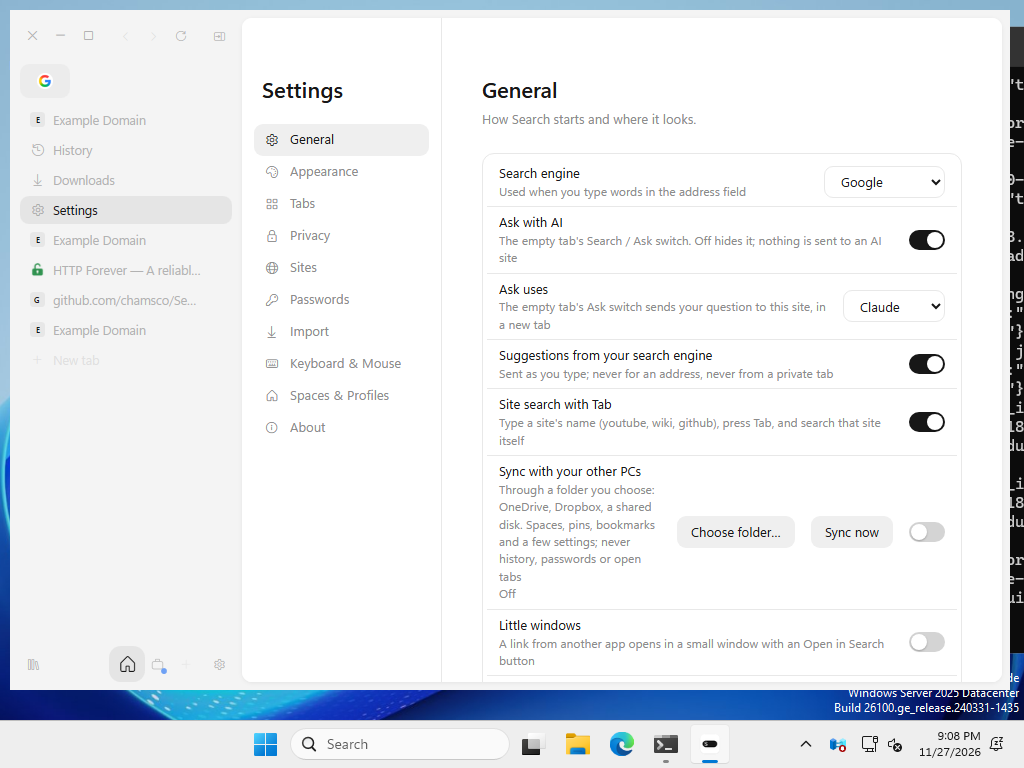 Settings
General
Appearance
Tabs
Privacy
Sites
Passwords
Import
Keyboard & Mouse
Spaces & Profiles
About
E Example Domain
History
Downloads
Settings
E Example Domain
HTTP Forever — A reliabl...
G github.com/chamsco/Se...
E Example Domain
New tab
General
How Search starts and where it looks.
Search engine
Used when you type words in the address field
Google
Ask with AI
The empty tab's Search / Ask switch. Off hides it; nothing is sent to an AI
site
Ask uses
The empty tab's Ask switch sends your question to this site, in
a new tab
Claude
Suggestions from your search engine
Sent as you type; never for an address, never from a private tab
Site search with Tab
Type a site's name (youtube, wiki, github), press Tab, and search that site
itself
Sync with your other PCs
Through a folder you choose:
OneDrive, Dropbox, a shared
disk. Spaces, pins, bookmarks
and a few settings; never
history, passwords or open
tabs
Off
Choose folder...
Sync now
Little windows
A link from another app opens in a small window with an Open in Search
button
Windows Server 2025 Datacenter
Build 26100.ge_release.240331-1435
Search
9:08 PM
11/27/2026